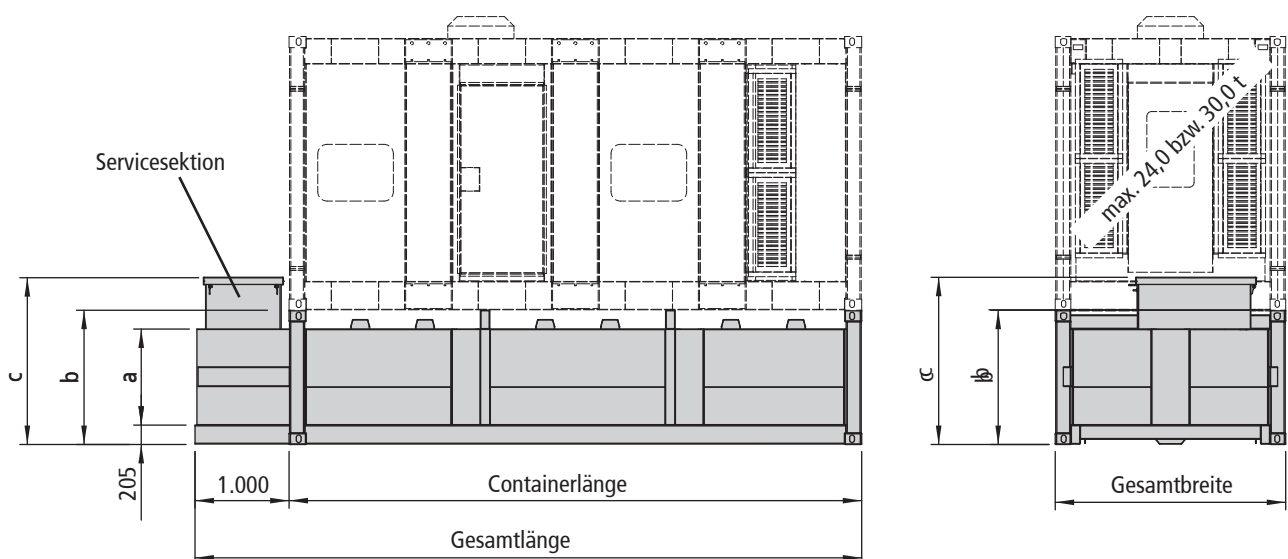 Servicesektion
max. 24,0 bzw. 30,0 t
c
b
a
c
b
205
1.000
Containerlänge
Gesamtbreite
Gesamtlänge